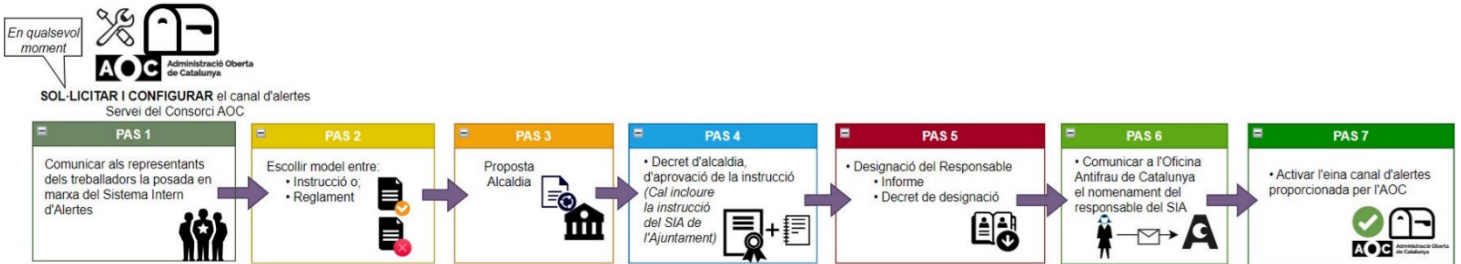 En qualsevol
moment
AOC Administració Oberta
de Catalunya
SOL·LICITAR I CONFIGURAR el canal d'alertes
Servei del Consorci AOC
PAS 1
Comunicar als representants
dels treballadors la posada en
marxa del Sistema Intern
d'Alertes
PAS 2
Escollir model entre:
• Instrucció o;
• Reglament
PAS 3
Proposta
Alcaldia
PAS 4
• Decret d'alcaldia,
d'aprovació de la instrucció
(Cal incloure
la instrucció
del SIA de
l'Ajuntament)
PAS 5
• Designació del Responsable
• Informe
• Decret de designació
PAS 6
• Comunicar a l'Oficina
Antifrau de Catalunya
el nomenament del
responsable del SIA
PAS 7
• Activar l'eina canal d'alertes
proporcionada per l'AOC
AOC Administració Oberta
de Catalunya